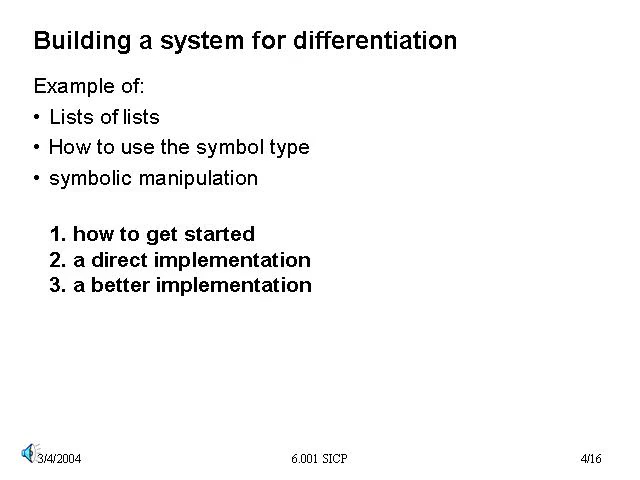 Building a system for differentiation
Example of:
• Lists of lists
• How to use the symbol type
• symbolic manipulation
1. how to get started
2. a direct implementation
3. a better implementation
3/4/2004 6.001 SICP 4/16